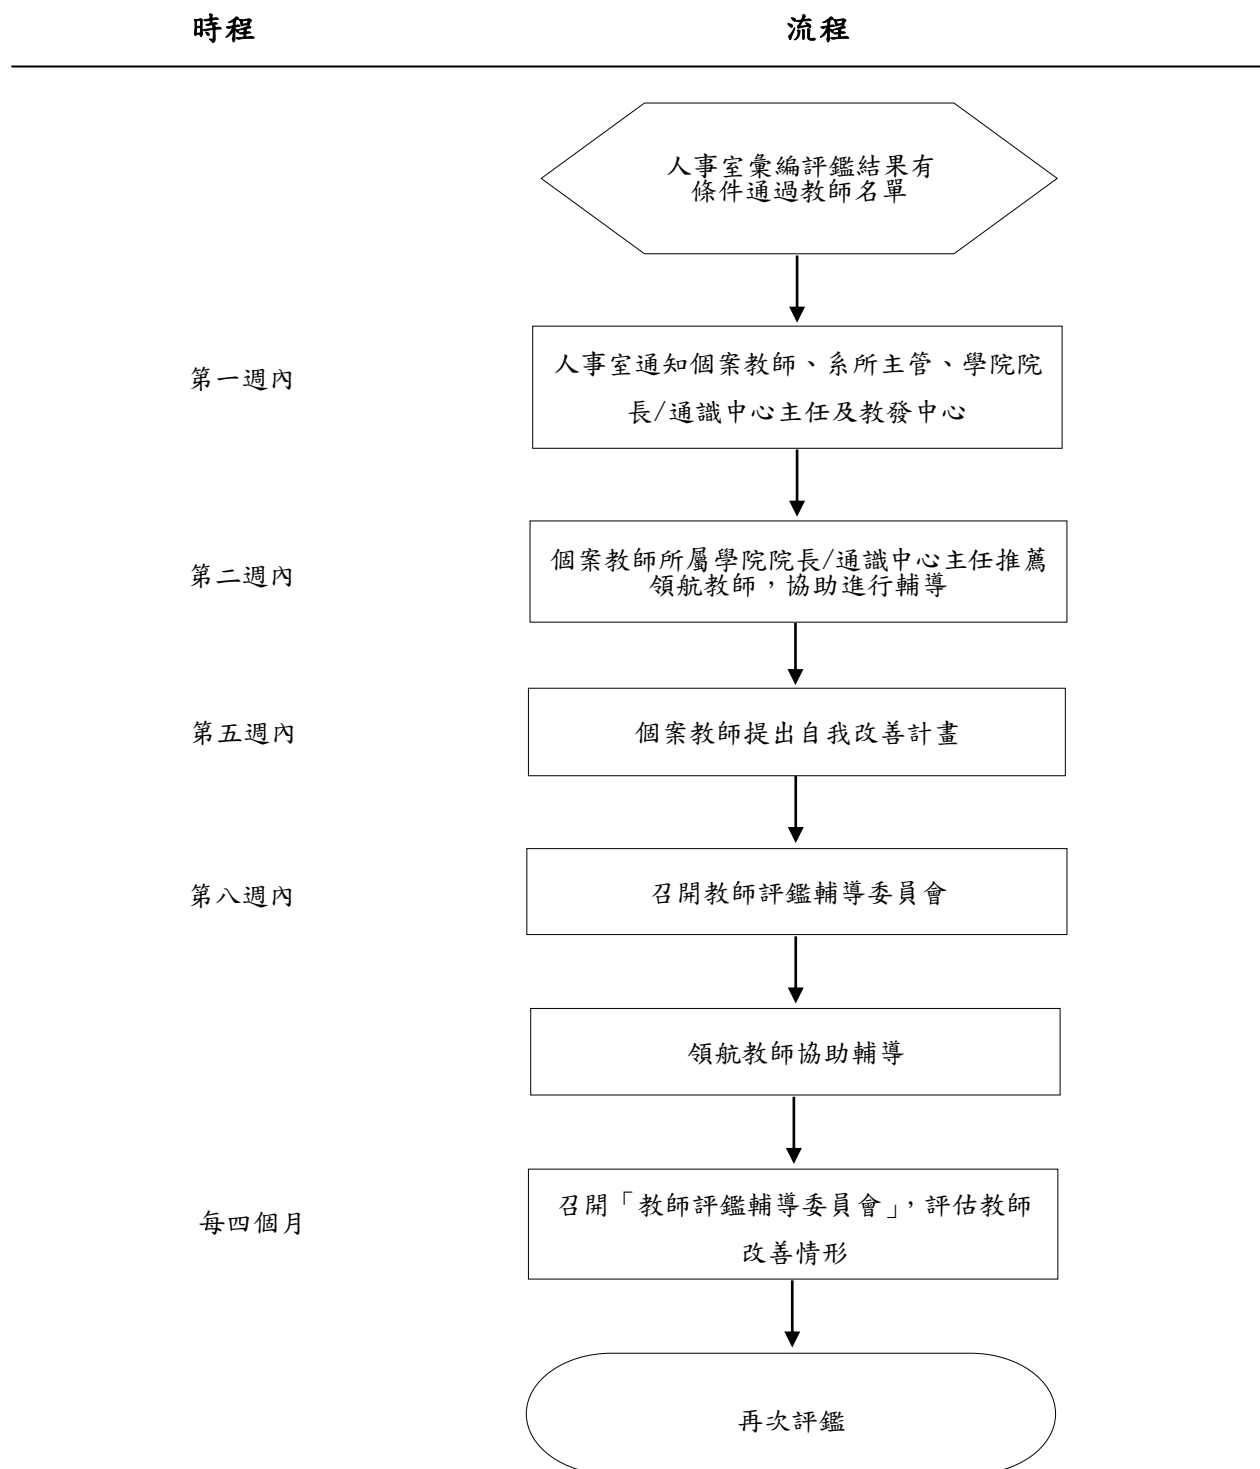 時程
流程
人事室彙編評鑑結果有
條件通過教師名單
第一週內
人事室通知個案教師、系所主管、學院院
長/通識中心主任及教發中心
第二週內
個案教師所屬學院院長/通識中心主任推薦
領航教師，協助進行輔導
第五週內
個案教師提出自我改善計畫
第八週內
召開教師評鑑輔導委員會
領航教師協助輔導
每四個月
召開「教師評鑑輔導委員會」，評估教師
改善情形
再次評鑑